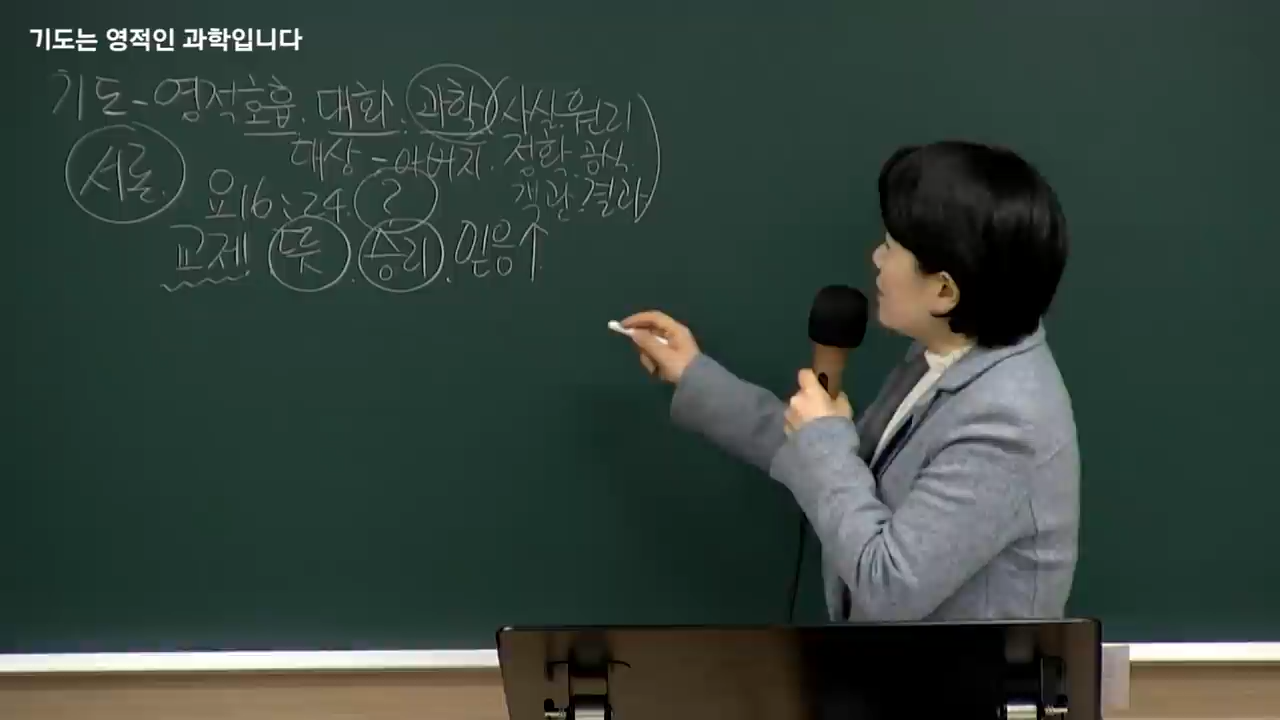 기도는 영적인 과학입니다
기도-영적호흡. 대화. 과학(사실.원리
대상-아버지. 정확.공식.
서론. 요16:24. ? 객관.결과)
교제! 뜻. 승리. 믿음↑.